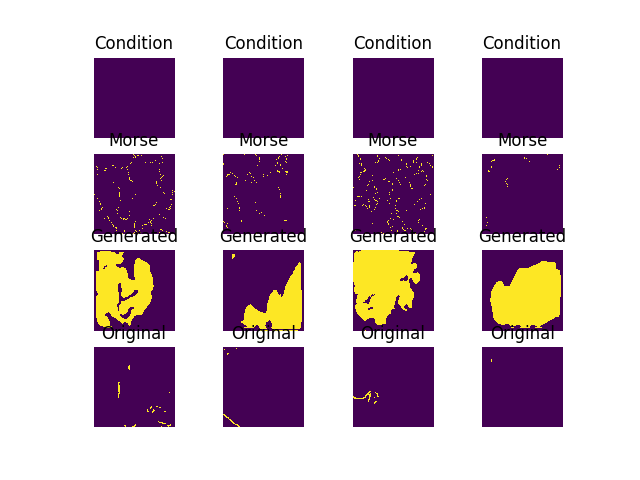 Condition Condition Condition Condition
Morse Morse Morse Morse
Generated Generated Generated Generated
Original Original Original Original